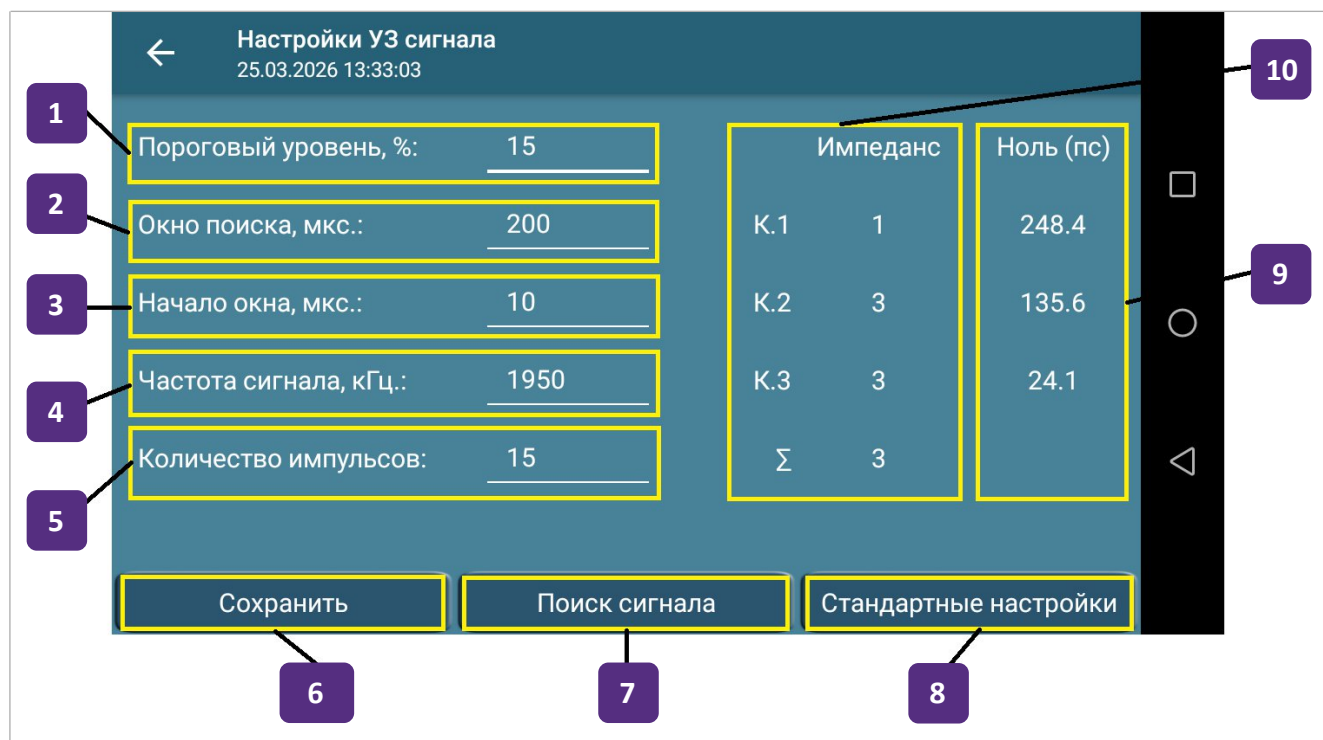 Настройки УЗ сигнала
25.03.2026 13:33:03
10
1
Пороговый уровень, %: 15
Импеданс Ноль (пс)
2
Окно поиска, мкс.: 200
К.1 1 248.4
9
3
Начало окна, мкс.: 10
К.2 3 135.6
4
Частота сигнала, кГц.: 1950
К.3 3 24.1
5
Количество импульсов: 15
Σ 3
Сохранить
Поиск сигнала
Стандартные настройки
6
7
8